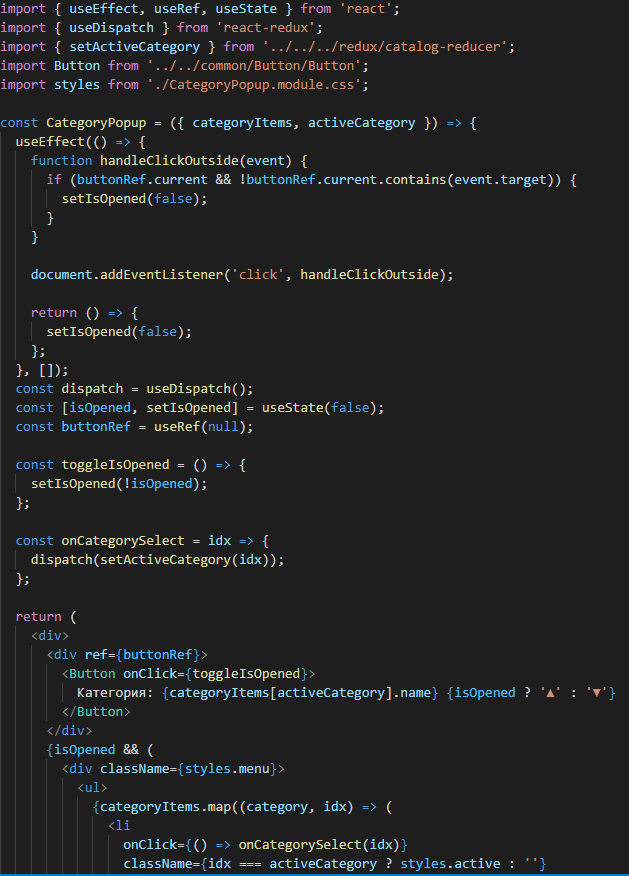 import { useEffect, useRef, useState } from 'react';
import { useDispatch } from 'react-redux';
import { setActiveCategory } from '../../../redux/catalog-reducer';
import Button from '../../common/Button/Button';
import styles from './CategoryPopup.module.css';

const CategoryPopup = ({ categoryItems, activeCategory }) => {
  useEffect(() => {
    function handleClickOutside(event) {
      if (buttonRef.current && !buttonRef.current.contains(event.target)) {
        setIsOpened(false);
      }
    }

    document.addEventListener('click', handleClickOutside);

    return () => {
      setIsOpened(false);
    };
  }, []);
  const dispatch = useDispatch();
  const [isOpened, setIsOpened] = useState(false);
  const buttonRef = useRef(null);

  const toggleIsOpened = () => {
    setIsOpened(!isOpened);
  };

  const onCategorySelect = idx => {
    dispatch(setActiveCategory(idx));
  };

  return (
    <div>
      <div ref={buttonRef}>
        <Button onClick={toggleIsOpened}>
          Категория: {categoryItems[activeCategory].name} {isOpened ? '▲' : '▼'}
        </Button>
      </div>
      {isOpened && (
        <div className={styles.menu}>
          <ul>
            {categoryItems.map((category, idx) => (
              <li
                onClick={() => onCategorySelect(idx)}
                className={idx === activeCategory ? styles.active : ''}